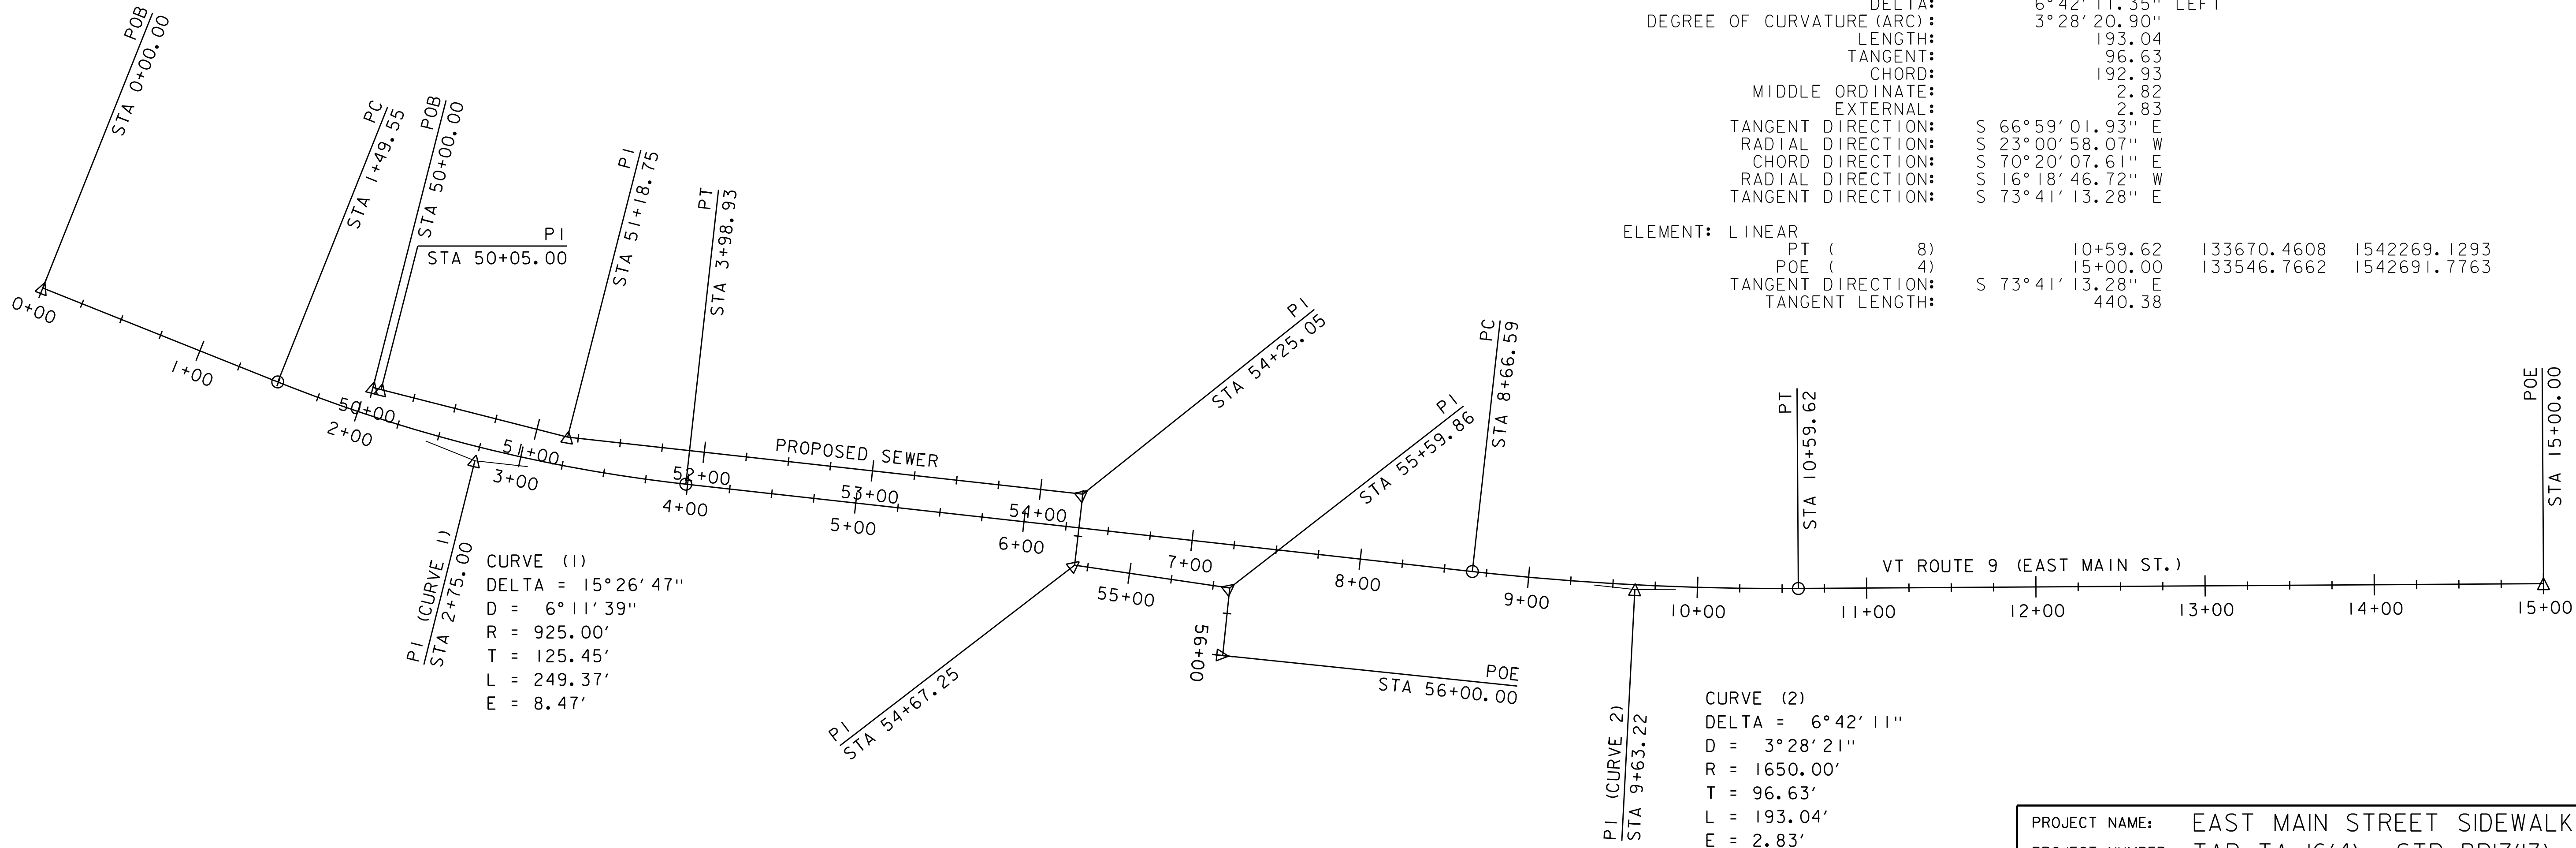 DELTA: 6°42'11.35" LEFT
DEGREE OF CURVATURE(ARC): 3°28'20.90"
LENGTH: 193.04
TANGENT: 96.63
CHORD: 192.93
MIDDLE ORDINATE: 2.82
EXTERNAL: 2.83
TANGENT DIRECTION: S 66°59'01.93" E
RADIAL DIRECTION: S 23°00'58.07" W
CHORD DIRECTION: S 70°20'07.61" E
RADIAL DIRECTION: S 16°18'46.72" W
TANGENT DIRECTION: S 73°41'13.28" E
ELEMENT: LINEAR
PT ( 8) 10+59.62 133670.4608 1542269.1293
POE ( 4) 15+00.00 133546.7662 1542691.7763
TANGENT DIRECTION: S 73°41'13.28" E
TANGENT LENGTH: 440.38
POB
STA 0+00.00
PC
STA 1+49.55
POB
STA 50+00.00
PI
STA 50+05.00
PI
STA 51+18.75
PT
STA 3+98.93
PI
STA 54+25.05
PI
STA 55+59.86
PC
STA 8+66.59
PT
STA 10+59.62
POE
STA 15+00.00
0+00
1+00
2+00
3+00
4+00
5+00
6+00
7+00
8+00
9+00
10+00
11+00
12+00
13+00
14+00
15+00
50+00
51+00
52+00
53+00
54+00
55+00
56+00
PROPOSED SEWER
VT ROUTE 9 (EAST MAIN ST.)
PI (CURVE 1)
STA 2+75.00
CURVE (1)
DELTA = 15°26'47"
D = 6°11'39"
R = 925.00'
T = 125.45'
L = 249.37'
E = 8.47'
PI
STA 54+67.25
POE
STA 56+00.00
PI (CURVE 2)
STA 9+63.22
CURVE (2)
DELTA = 6°42'11"
D = 3°28'21"
R = 1650.00'
T = 96.63'
L = 193.04'
E = 2.83'
PROJECT NAME: EAST MAIN STREET SIDEWALK